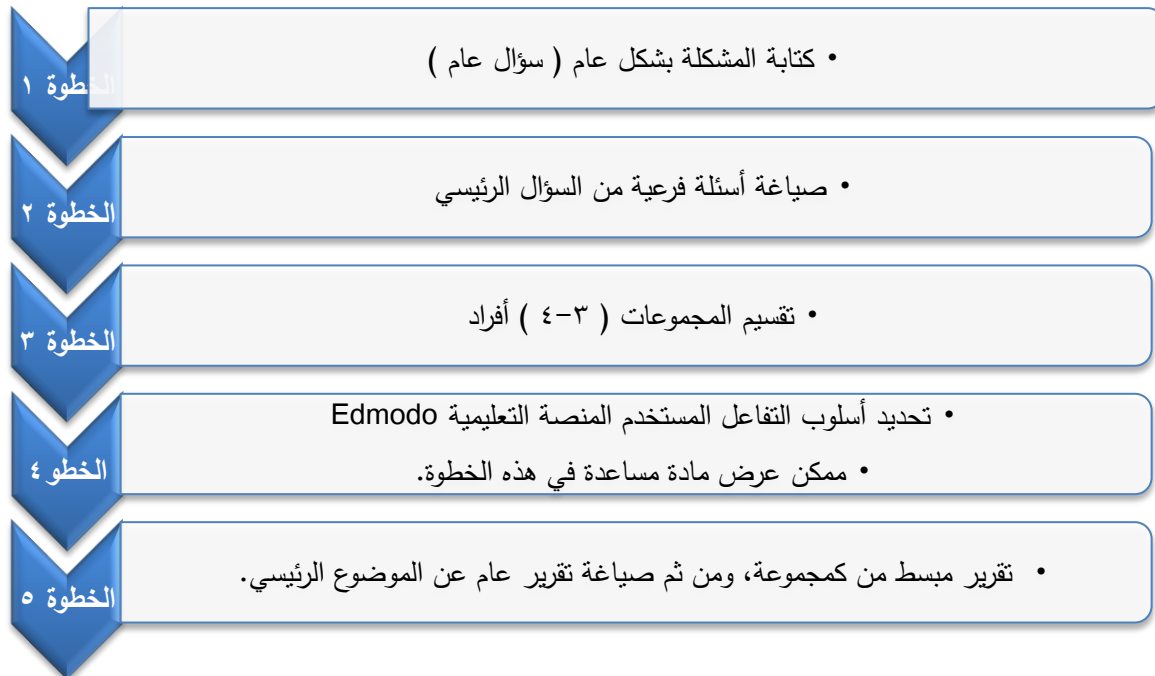 الخطوة ١
• كتابة المشكلة بشكل عام ( سؤال عام )
الخطوة ٢
• صياغة أسئلة فرعية من السؤال الرئيسي
الخطوة ٣
• تقسيم المجموعات ( ٣-٤ ) أفراد
الخطو ٤
• تحديد أسلوب التفاعل المستخدم المنصة التعليمية Edmodo
• ممكن عرض مادة مساعدة في هذه الخطوة.
الخطوة ٥
• تقرير مبسط من كمجموعة، ومن ثم صياغة تقرير عام عن الموضوع الرئيسي.